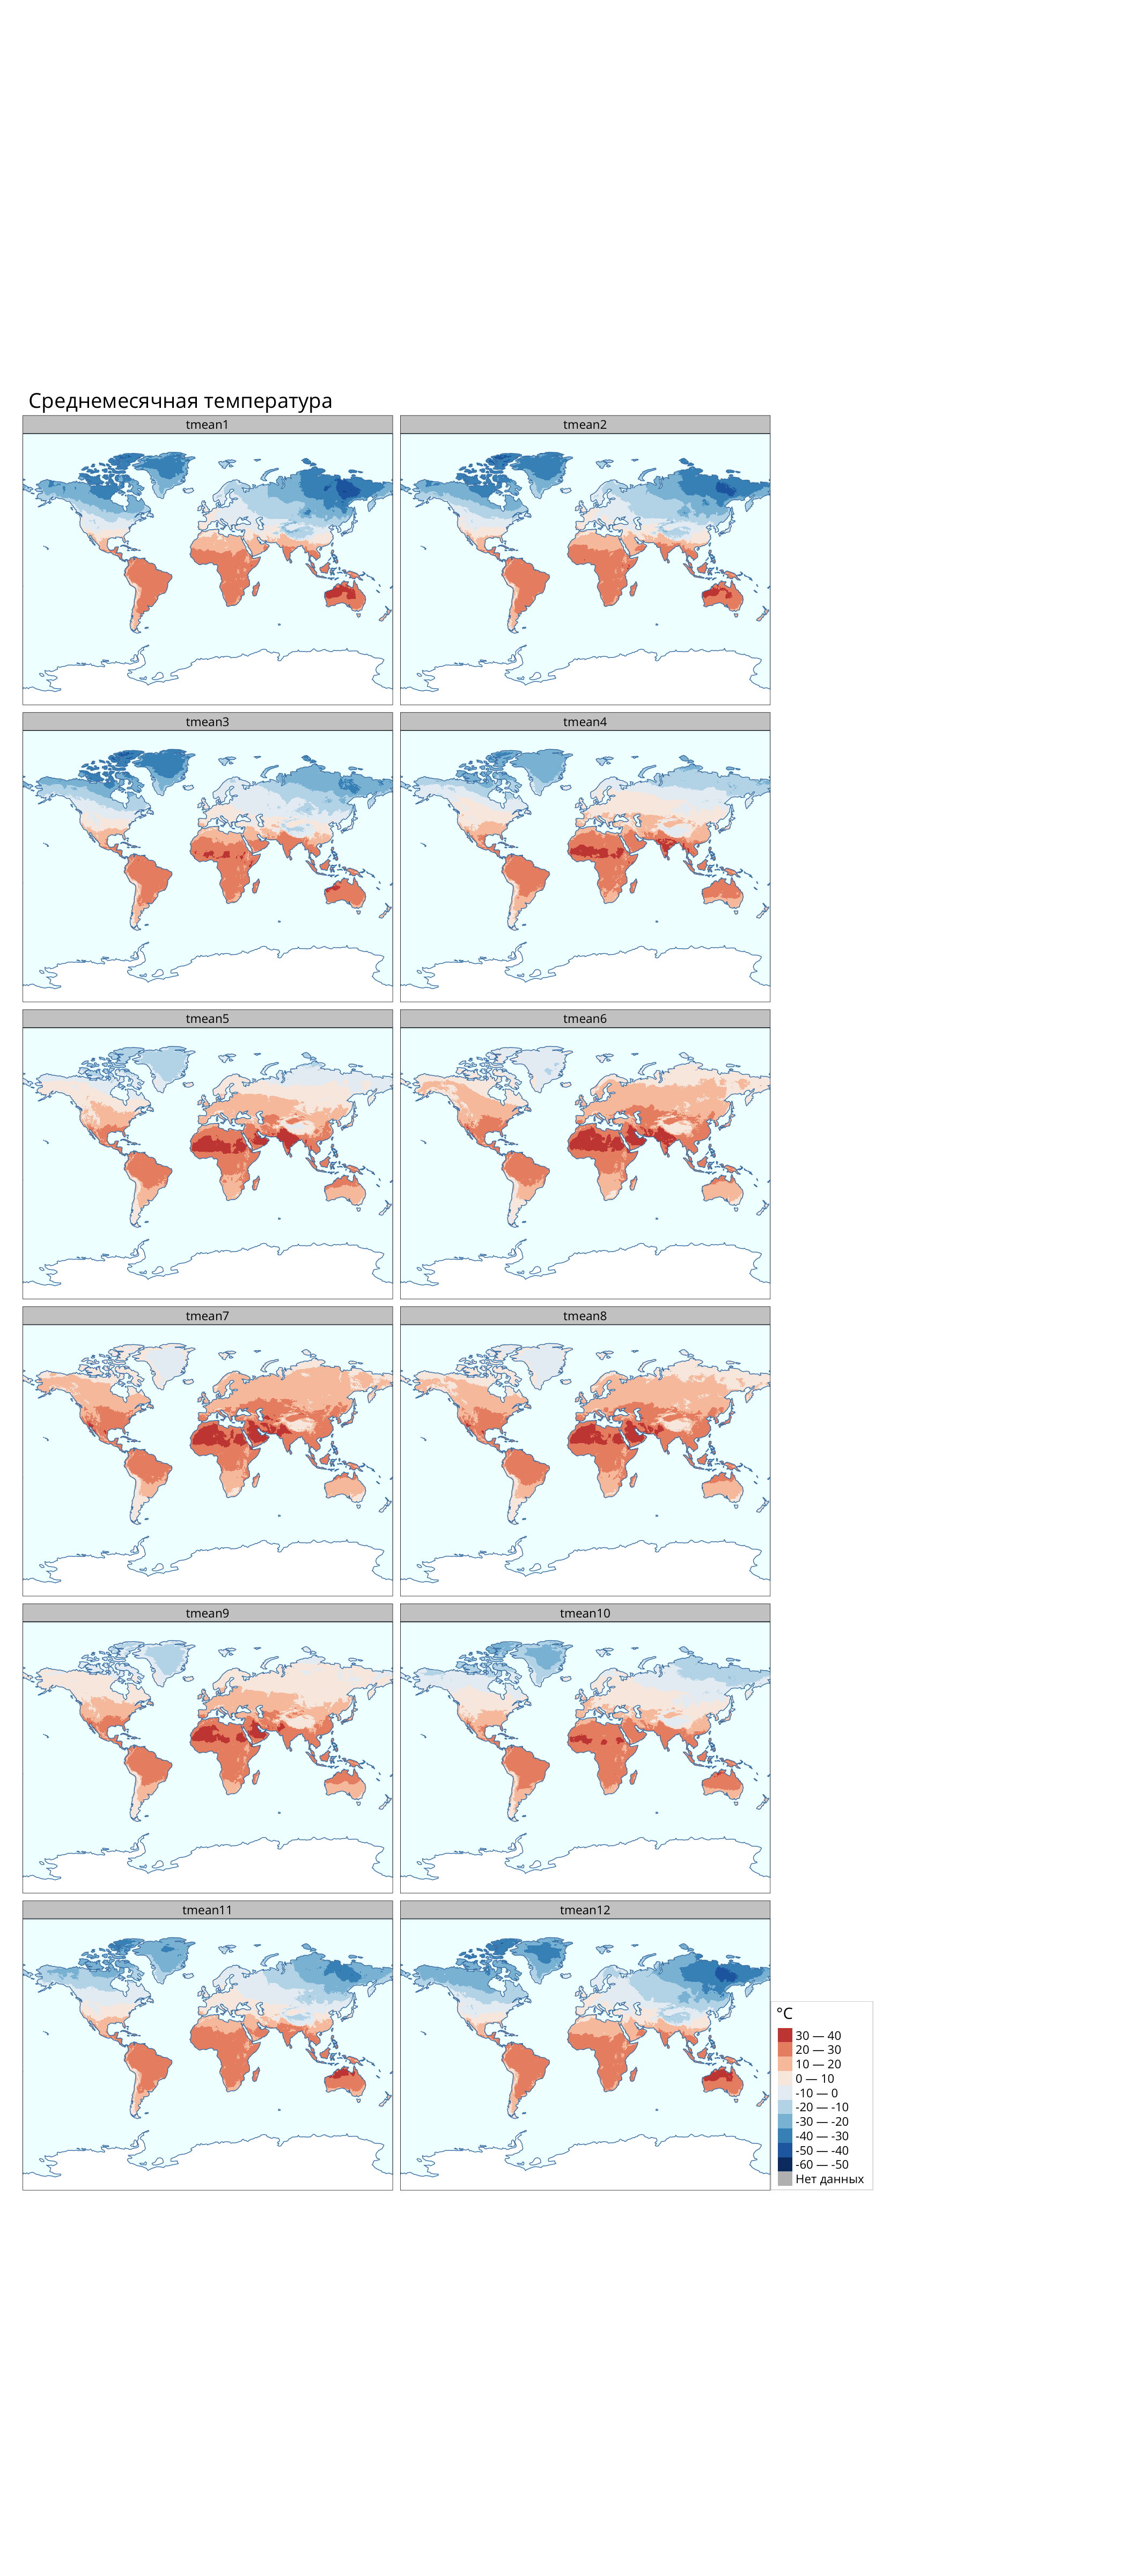 Среднемесячная температура
tmean1
tmean2
tmean3
tmean4
tmean5
tmean6
tmean7
tmean8
tmean9
tmean10
tmean11
tmean12
°C
30 — 40
20 — 30
10 — 20
0 — 10
-10 — 0
-20 — -10
-30 — -20
-40 — -30
-50 — -40
-60 — -50
Нет данных